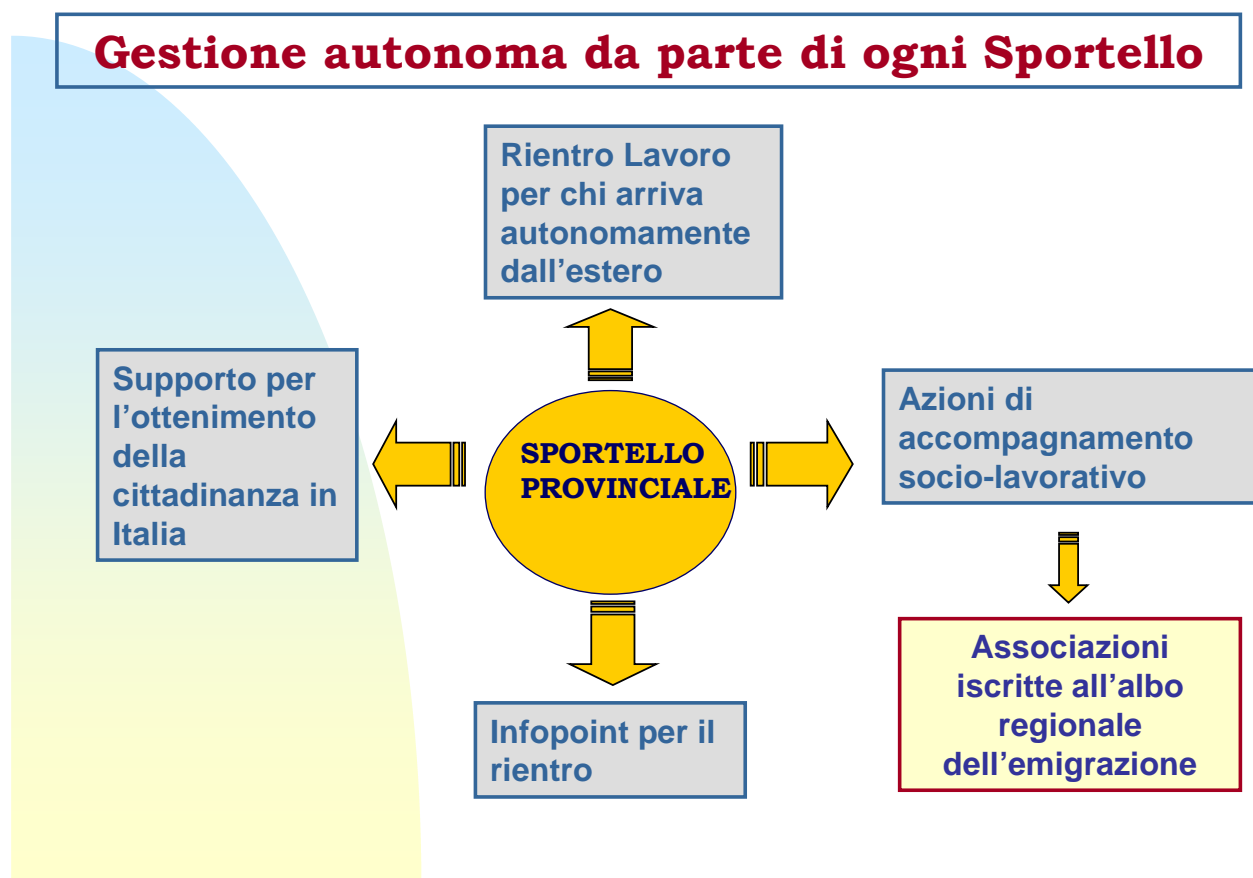 Gestione autonoma da parte di ogni Sportello
Rientro Lavoro
per chi arriva
autonomamente
dall’estero
Supporto per
l’ottenimento
della
cittadinanza in
Italia
SPORTELLO
PROVINCIALE
Azioni di
accompagnamento
socio-lavorativo
Infopoint per il
rientro
Associazioni
iscritte all’albo
regionale
dell’emigrazione